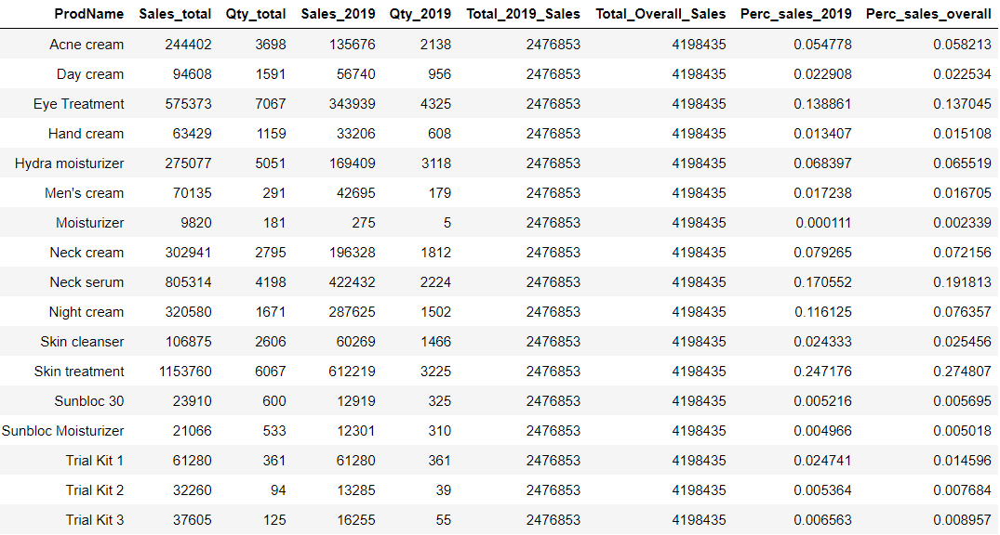 ProdName Sales_total Qty_total Sales_2019 Qty_2019 Total_2019_Sales Total_Overall_Sales Perc_sales_2019 Perc_sales_overall
Acne cream 244402 3698 135676 2138 2476853 4198435 0.054778 0.058213
Day cream 94608 1591 56740 956 2476853 4198435 0.022908 0.022534
Eye Treatment 575373 7067 343939 4325 2476853 4198435 0.138861 0.137045
Hand cream 63429 1159 33206 608 2476853 4198435 0.013407 0.015108
Hydra moisturizer 275077 5051 169409 3118 2476853 4198435 0.068397 0.065519
Men's cream 70135 291 42695 179 2476853 4198435 0.017238 0.016705
Moisturizer 9820 181 275 5 2476853 4198435 0.000111 0.002339
Neck cream 302941 2795 196328 1812 2476853 4198435 0.079265 0.072156
Neck serum 805314 4198 422432 2224 2476853 4198435 0.170552 0.191813
Night cream 320580 1671 287625 1502 2476853 4198435 0.116125 0.076357
Skin cleanser 106875 2606 60269 1466 2476853 4198435 0.024333 0.025456
Skin treatment 1153760 6067 612219 3225 2476853 4198435 0.247176 0.274807
Sunbloc 30 23910 600 12919 325 2476853 4198435 0.005216 0.005695
Sunbloc Moisturizer 21066 533 12301 310 2476853 4198435 0.004966 0.005018
Trial Kit 1 61280 361 61280 361 2476853 4198435 0.024741 0.014596
Trial Kit 2 32260 94 13285 39 2476853 4198435 0.005364 0.007684
Trial Kit 3 37605 125 16255 55 2476853 4198435 0.006563 0.008957